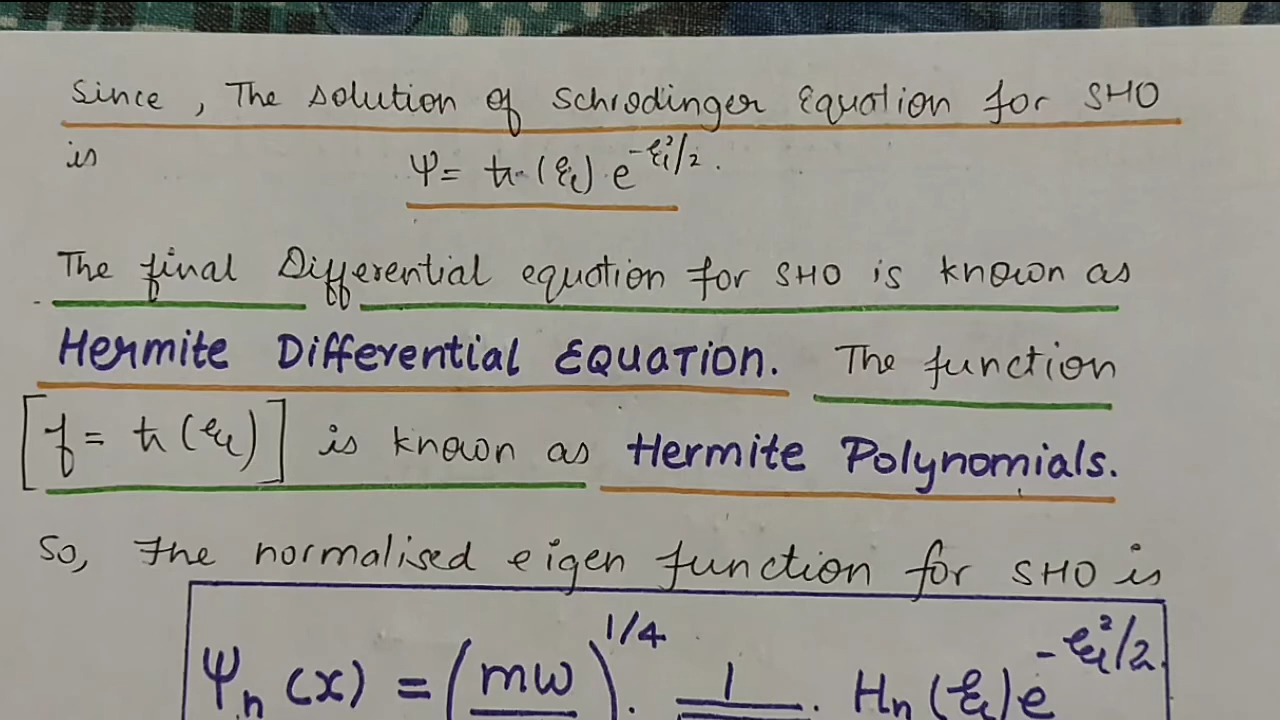 Since, The solution of Schrodinger Equation for SHO
is ψ = h(ξ) e^{-ξ²/2}.
The final Differential equation for SHO is known as
Hermite Differential EQUATION. The function
[f = h(ξ)] is known as Hermite Polynomials.
So, the normalised eigen function for SHO is
ψn(x) = (mω)^{1/4} . 1 . Hn(ξ) e^{-ξ²/2}